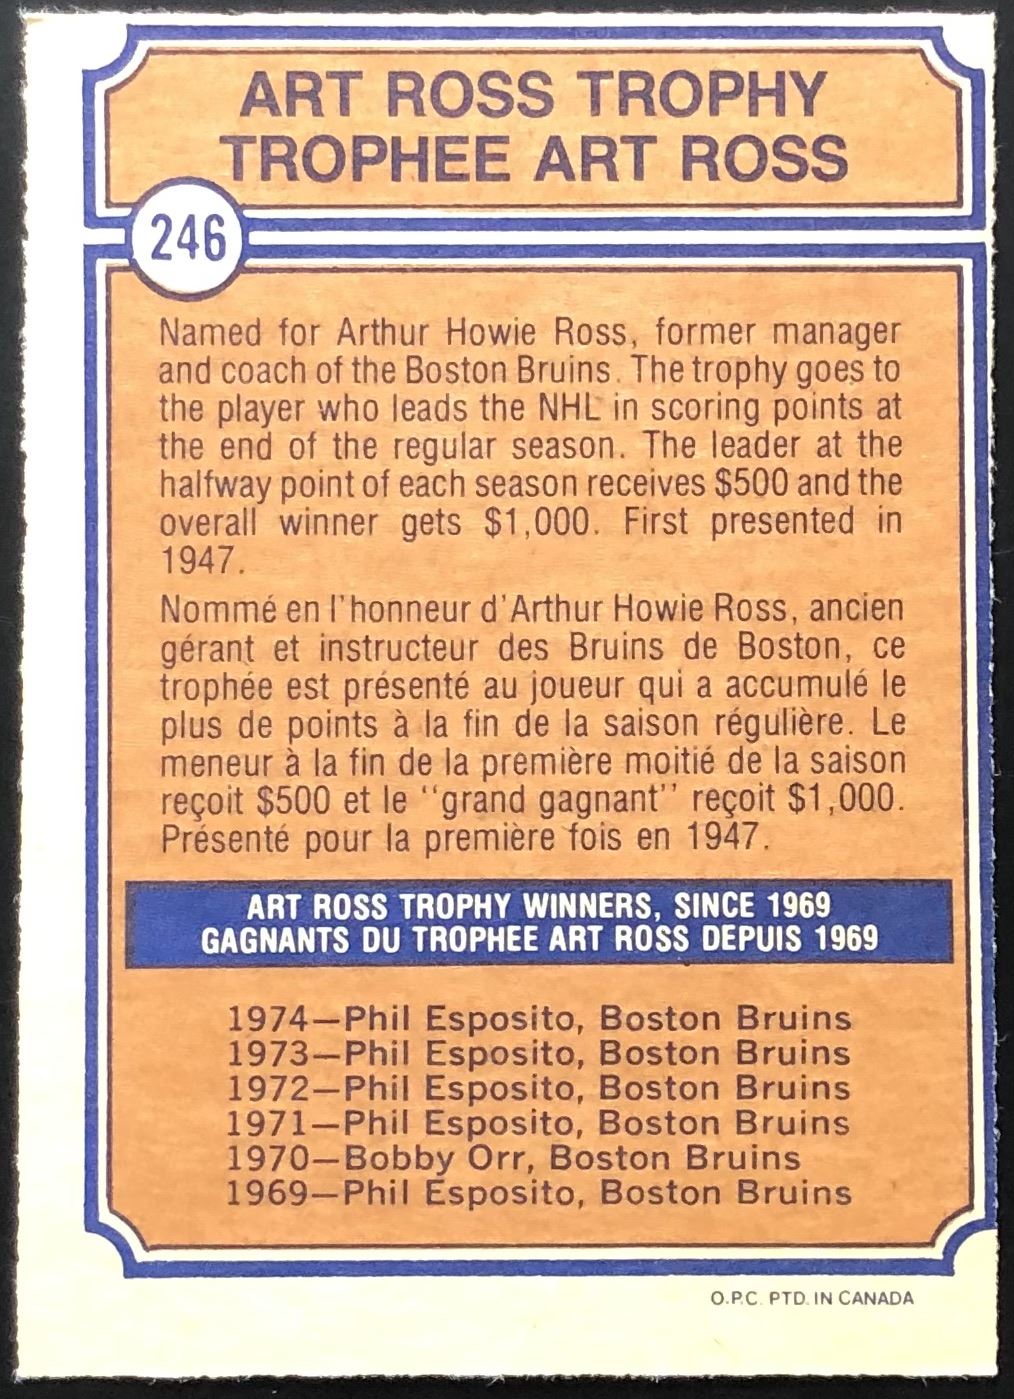 ART ROSS TROPHY
TROPHEE ART ROSS
246
Named for Arthur Howie Ross, former manager
and coach of the Boston Bruins. The trophy goes to
the player who leads the NHL in scoring points at
the end of the regular season. The leader at the
halfway point of each season receives $500 and the
overall winner gets $1,000. First presented in
1947.
Nommé en l'honneur d'Arthur Howie Ross, ancien
gérant et instructeur des Bruins de Boston, ce
trophée est présenté au joueur qui a accumulé le
plus de points à la fin de la saison régulière. Le
meneur à la fin de la première moitié de la saison
reçoit $500 et le ''grand gagnant'' reçoit $1,000.
Présenté pour la première fois en 1947.
ART ROSS TROPHY WINNERS, SINCE 1969
GAGNANTS DU TROPHEE ART ROSS DEPUIS 1969
1974—Phil Esposito, Boston Bruins
1973—Phil Esposito, Boston Bruins
1972—Phil Esposito, Boston Bruins
1971—Phil Esposito, Boston Bruins
1970—Bobby Orr, Boston Bruins
1969—Phil Esposito, Boston Bruins
O.P.C. PTD. IN CANADA